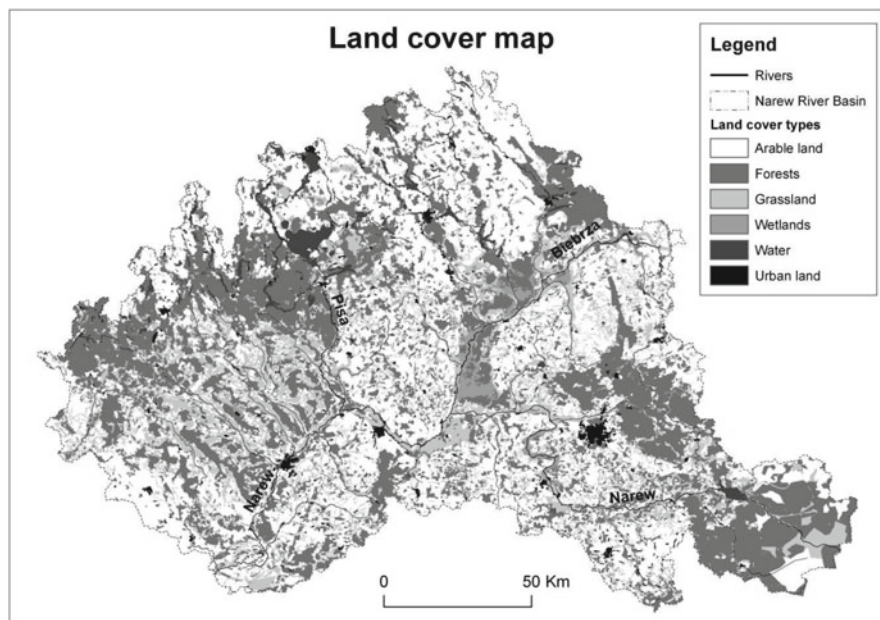 Land cover map
Legend
Rivers
Narew River Basin
Land cover types
Arable land
Forests
Grassland
Wetlands
Water
Urban land
Biebrza
Pisa
Narew
Narew
0 50 Km